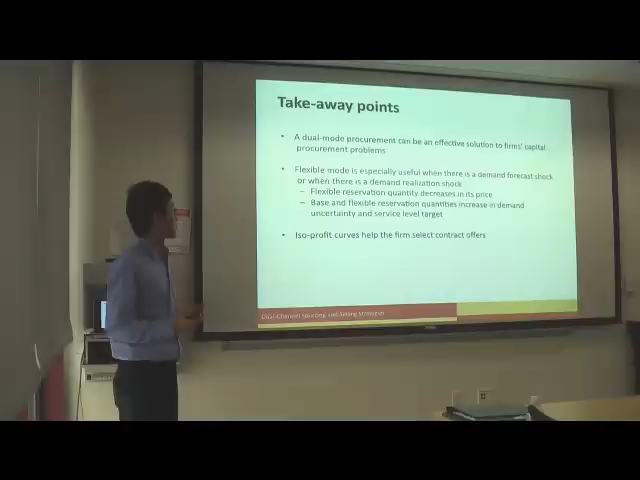 Take-away points
• A dual-mode procurement can be an effective solution to firms' capital
procurement problems
• Flexible mode is especially useful when there is a demand forecast shock
or when there is a demand realization shock
– Flexible reservation quantity decreases in its price
– Base and flexible reservation quantities increase in demand
uncertainty and service level target
• Iso-profit curves help the firm select contract offers
Dual-Channel Sourcing and Selling Strategies